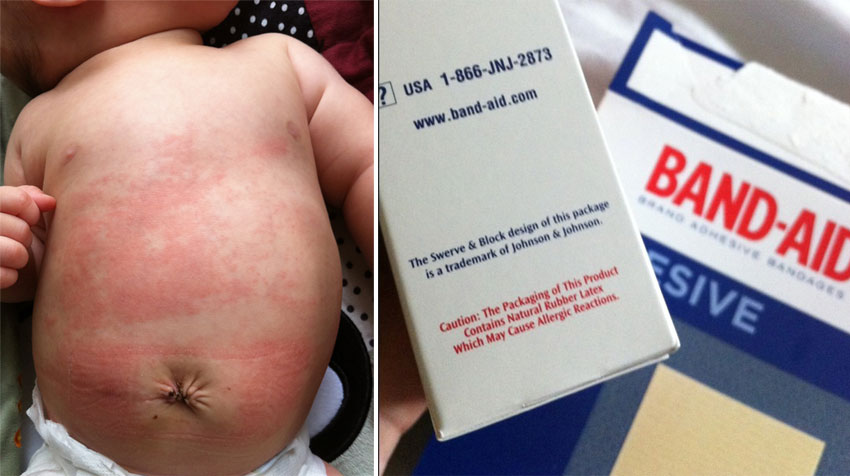 ? USA 1-866-JNJ-2873
www.band-aid.com
The Swerve & Block design of this package
is a trademark of Johnson & Johnson.
Caution: The Packaging of This Product
Contains Natural Rubber Latex
Which May Cause Allergic Reactions.
BAND-AID
BRAND ADHESIVE BANDAGES
ESIVE